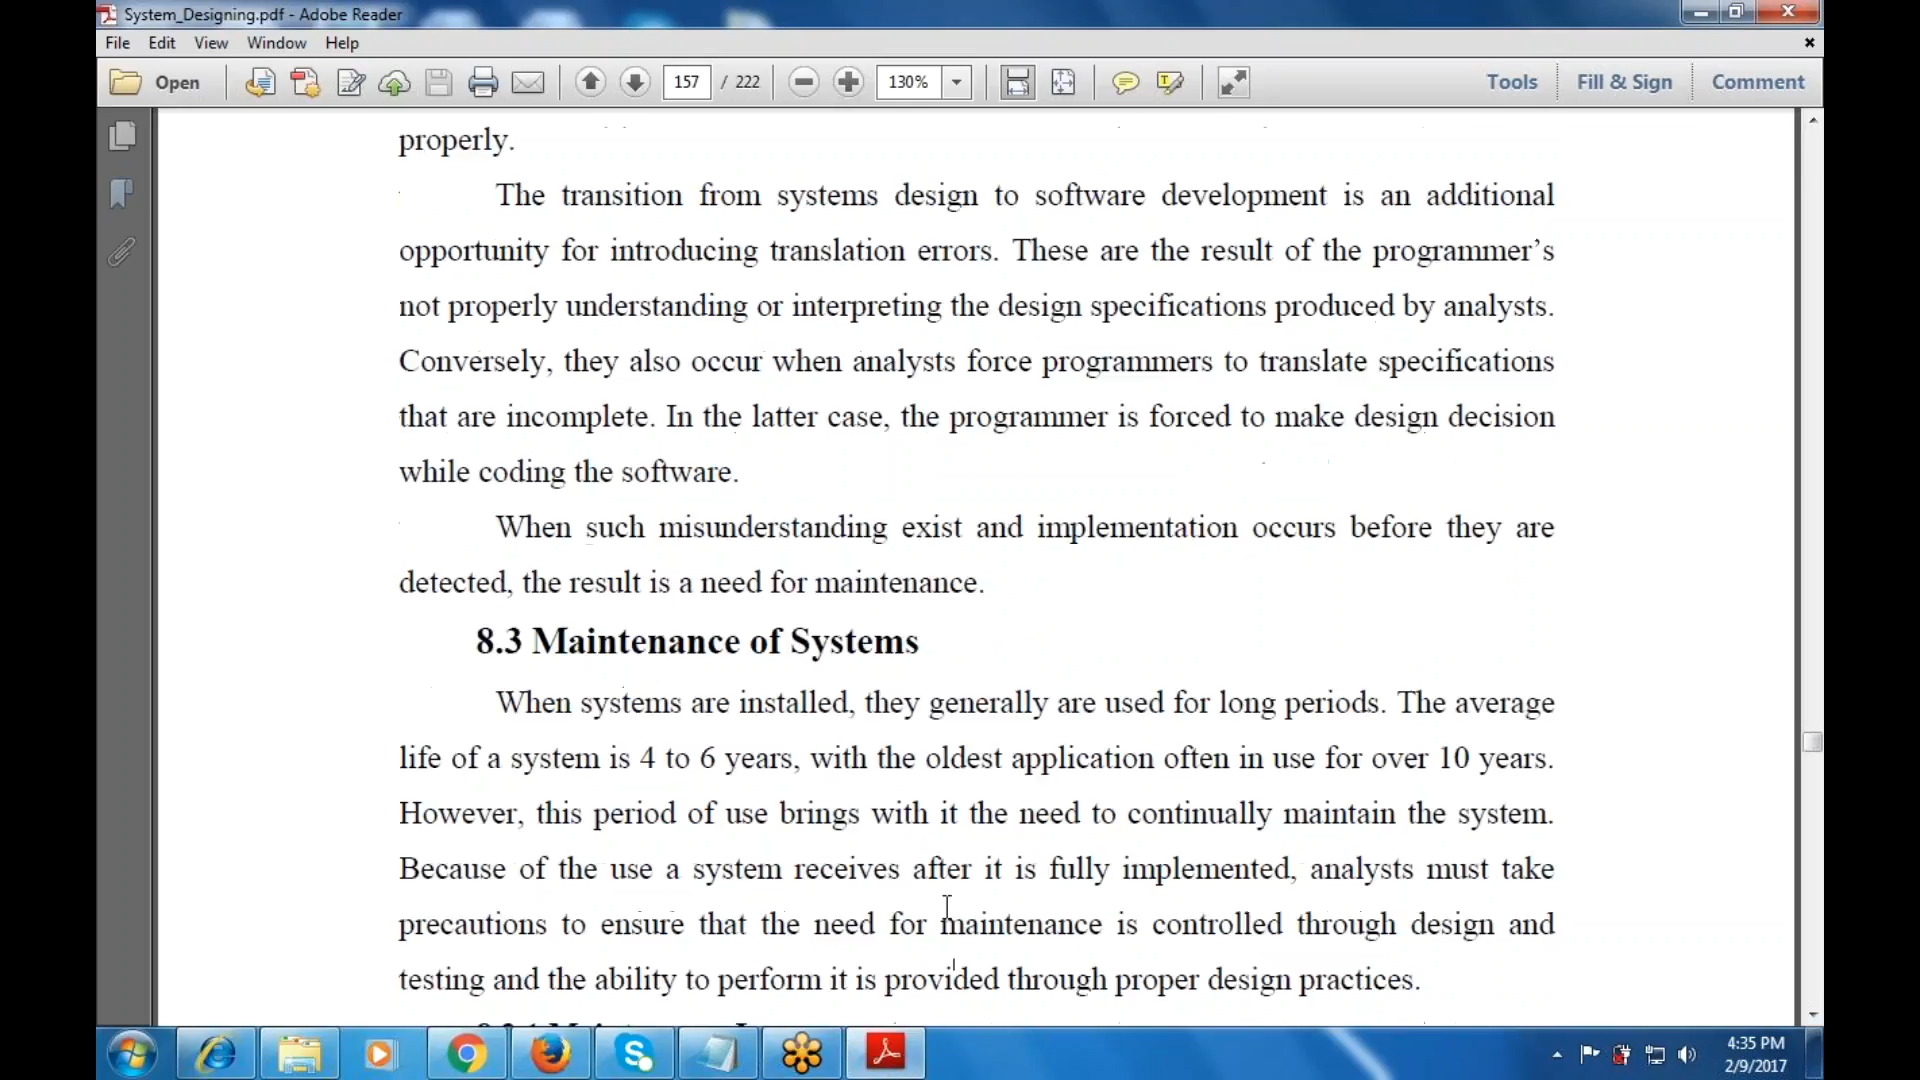 System_Designing.pdf - Adobe Reader
File Edit View Window Help
Open 157 / 222 130% Tools Fill & Sign Comment
properly.
The transition from systems design to software development is an additional
opportunity for introducing translation errors. These are the result of the programmer’s
not properly understanding or interpreting the design specifications produced by analysts.
Conversely, they also occur when analysts force programmers to translate specifications
that are incomplete. In the latter case, the programmer is forced to make design decision
while coding the software.
When such misunderstanding exist and implementation occurs before they are
detected, the result is a need for maintenance.
8.3 Maintenance of Systems
When systems are installed, they generally are used for long periods. The average
life of a system is 4 to 6 years, with the oldest application often in use for over 10 years.
However, this period of use brings with it the need to continually maintain the system.
Because of the use a system receives after it is fully implemented, analysts must take
precautions to ensure that the need for maintenance is controlled through design and
testing and the ability to perform it is provided through proper design practices.
4:35 PM
2/9/2017